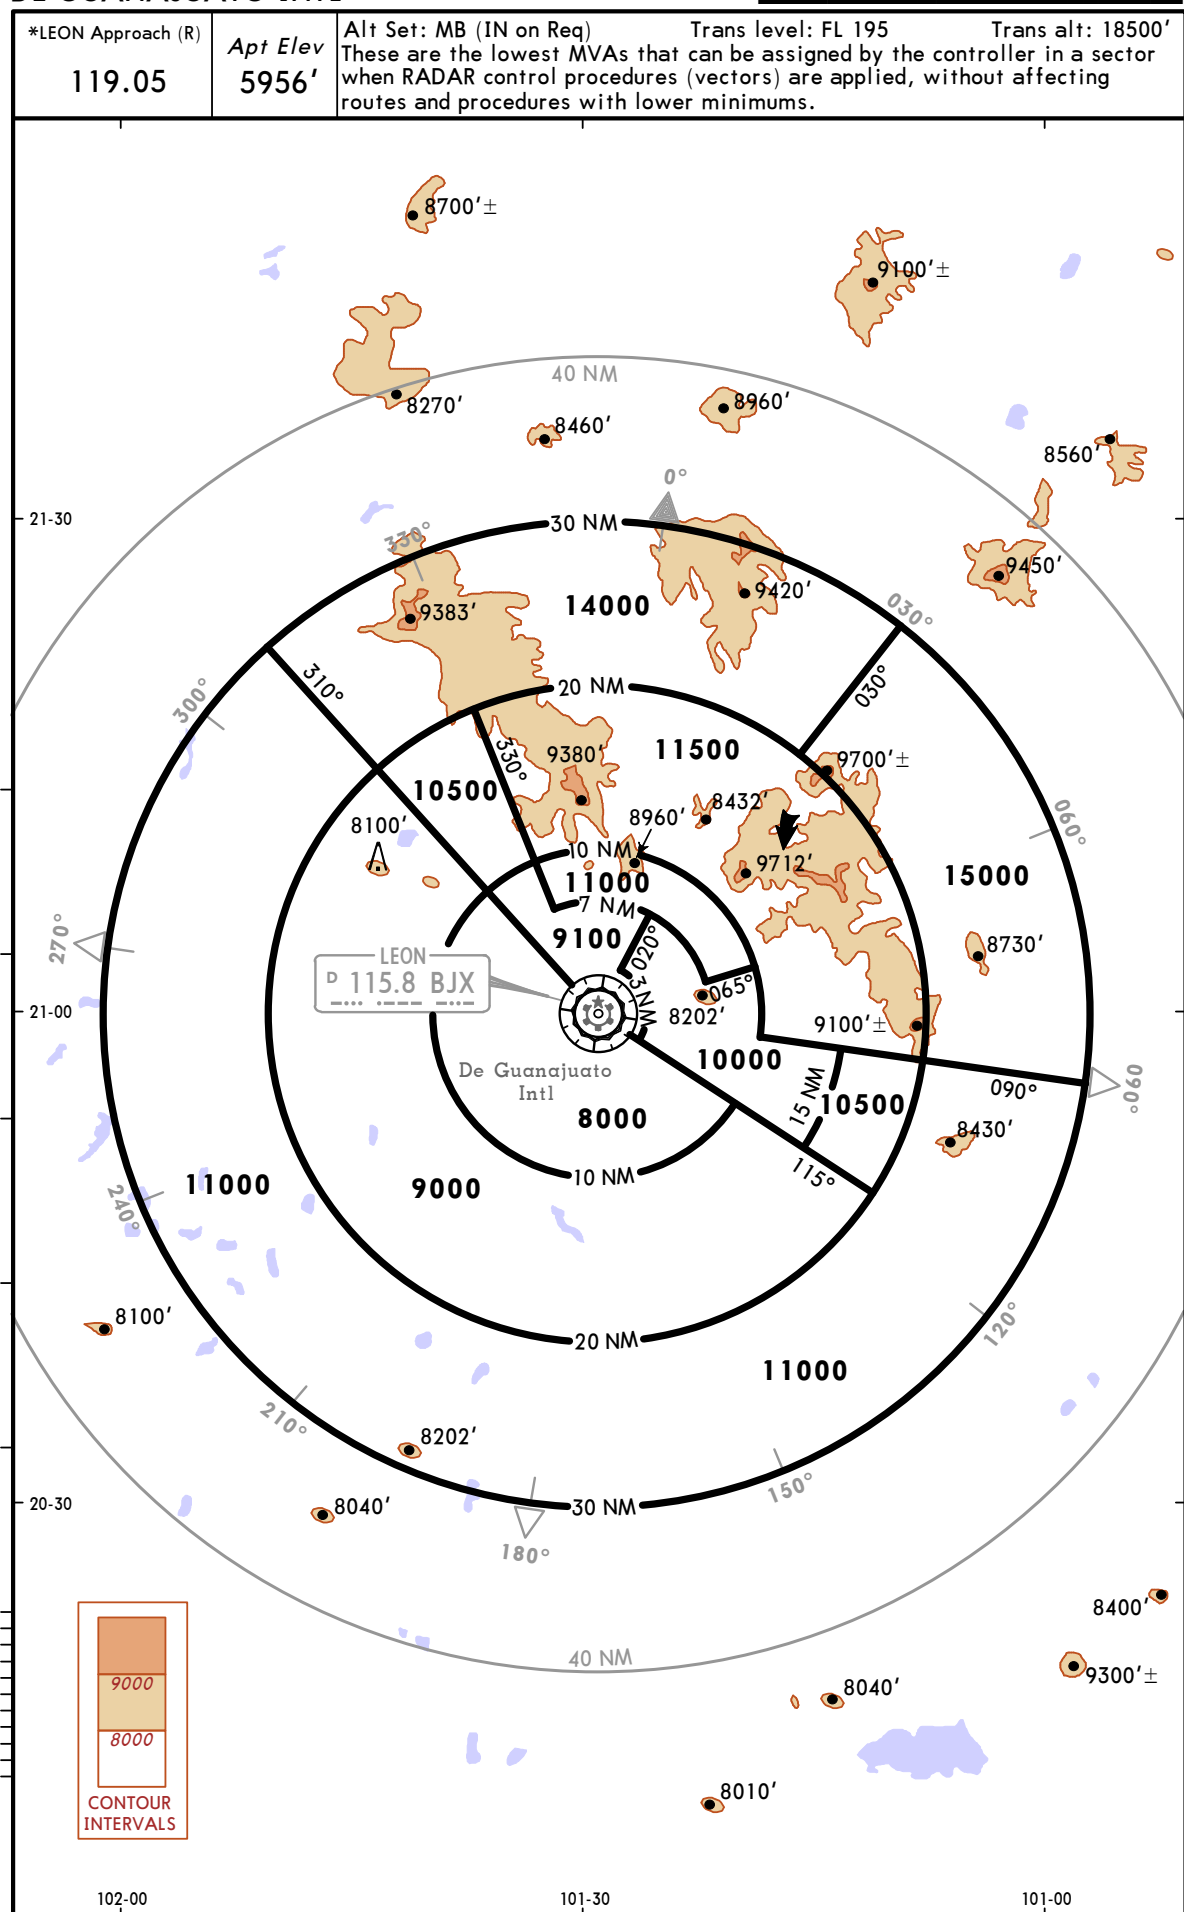 DE GUANAJUATO INTL
*LEON Approach (R)
119.05
Apt Elev
5956'
Alt Set: MB (IN on Req) Trans level: FL 195 Trans alt: 18500'
These are the lowest MVAs that can be assigned by the controller in a sector
when RADAR control procedures (vectors) are applied, without affecting
routes and procedures with lower minimums.
8700'±
9100'±
40 NM
8270'
8960'
8460'
8560'
0°
21-30
30 NM
330°
9450'
9420'
14000
9383'
030°
310°
030°
20 NM
300°
11500
330°
9380'
9700'±
10500
8432'
8960'
060°
8100'
10 NM
9712'
11000
15000
7 NM
270°
9100
020°
8730'
LEON
D 115.8 BJX
3 NM
065°
21-00
8202'
9100'±
10000
De Guanajuato
Intl
090°
090°
15 NM
10500
8000
8430'
115°
10 NM
11000
9000
240°
8100'
120°
20 NM
11000
210°
8202'
150°
20-30
8040'
30 NM
180°
8400'
40 NM
9300'±
9000
8040'
8000
8010'
CONTOUR
INTERVALS
102-00
101-30
101-00